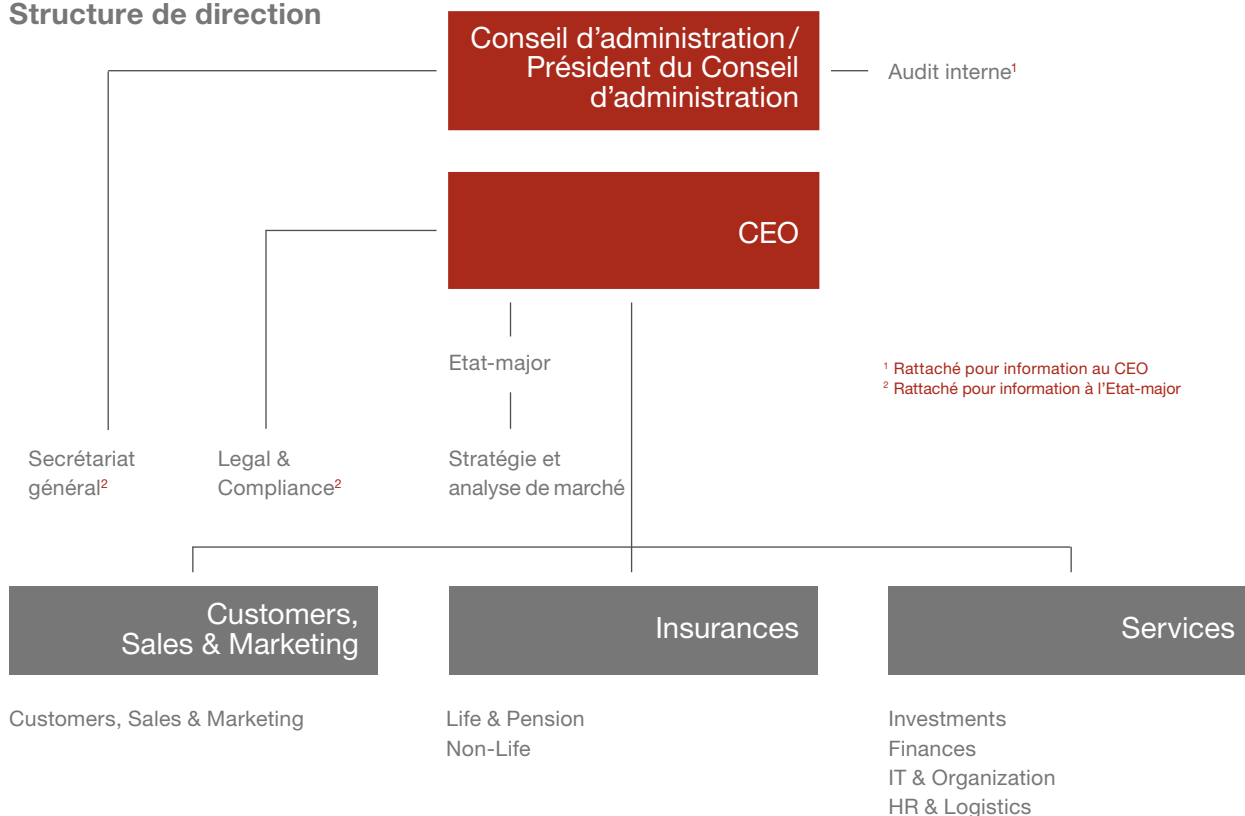 Structure de direction
Conseil d'administration/
Président du Conseil
d'administration
Audit interne¹
CEO
Etat-major
¹ Rattaché pour information au CEO
² Rattaché pour information à l'Etat-major
Secrétariat
général²
Legal &
Compliance²
Stratégie et
analyse de marché
Customers,
Sales & Marketing
Insurances
Services
Customers, Sales & Marketing
Life & Pension
Non-Life
Investments
Finances
IT & Organization
HR & Logistics